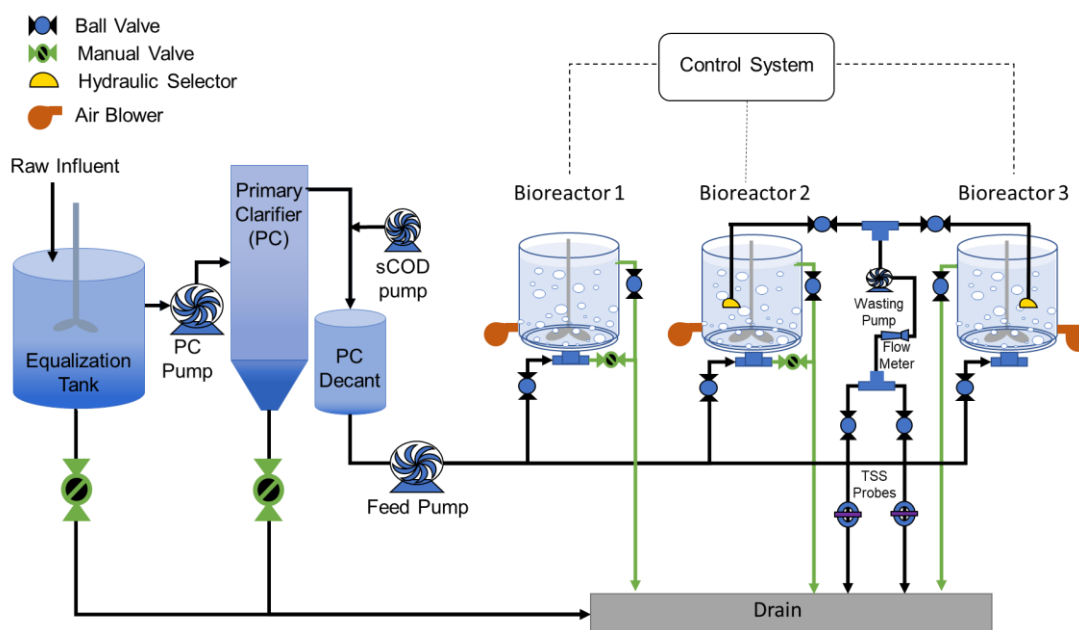 Ball Valve
Manual Valve
Hydraulic Selector
Air Blower
Control System
Raw Influent
Primary
Clarifier
(PC)
sCOD
pump
Bioreactor 1
Bioreactor 2
Bioreactor 3
PC
Pump
Equalization
Tank
PC
Decant
Wasting
Pump
Flow
Meter
Feed Pump
TSS
Probes
Drain